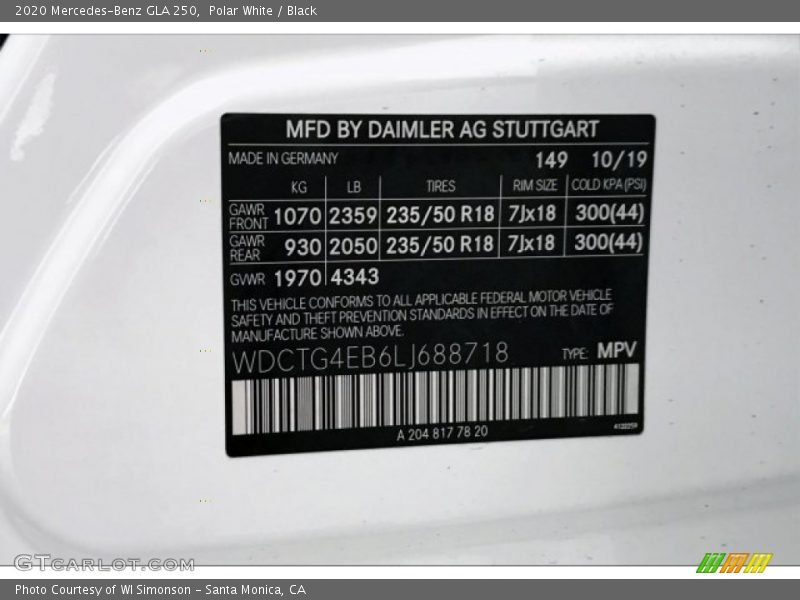 2020 Mercedes-Benz GLA 250,  Polar White / Black
MFD BY DAIMLER AG STUTTGART
MADE IN GERMANY 149 10/19
KG LB TIRES RIM SIZE COLD KPA (PSI)
GAWR FRONT 1070 2359 235/50 R18 7Jx18 300(44)
GAWR REAR 930 2050 235/50 R18 7Jx18 300(44)
GVWR 1970 4343
THIS VEHICLE CONFORMS TO ALL APPLICABLE FEDERAL MOTOR VEHICLE
SAFETY AND THEFT PREVENTION STANDARDS IN EFFECT ON THE DATE OF
MANUFACTURE SHOWN ABOVE.
WDCTG4EB6LJ688718 TYPE: MPV
A 204 817 78 20
GTCARLOT.COM
Photo Courtesy of WI Simonson - Santa Monica, CA